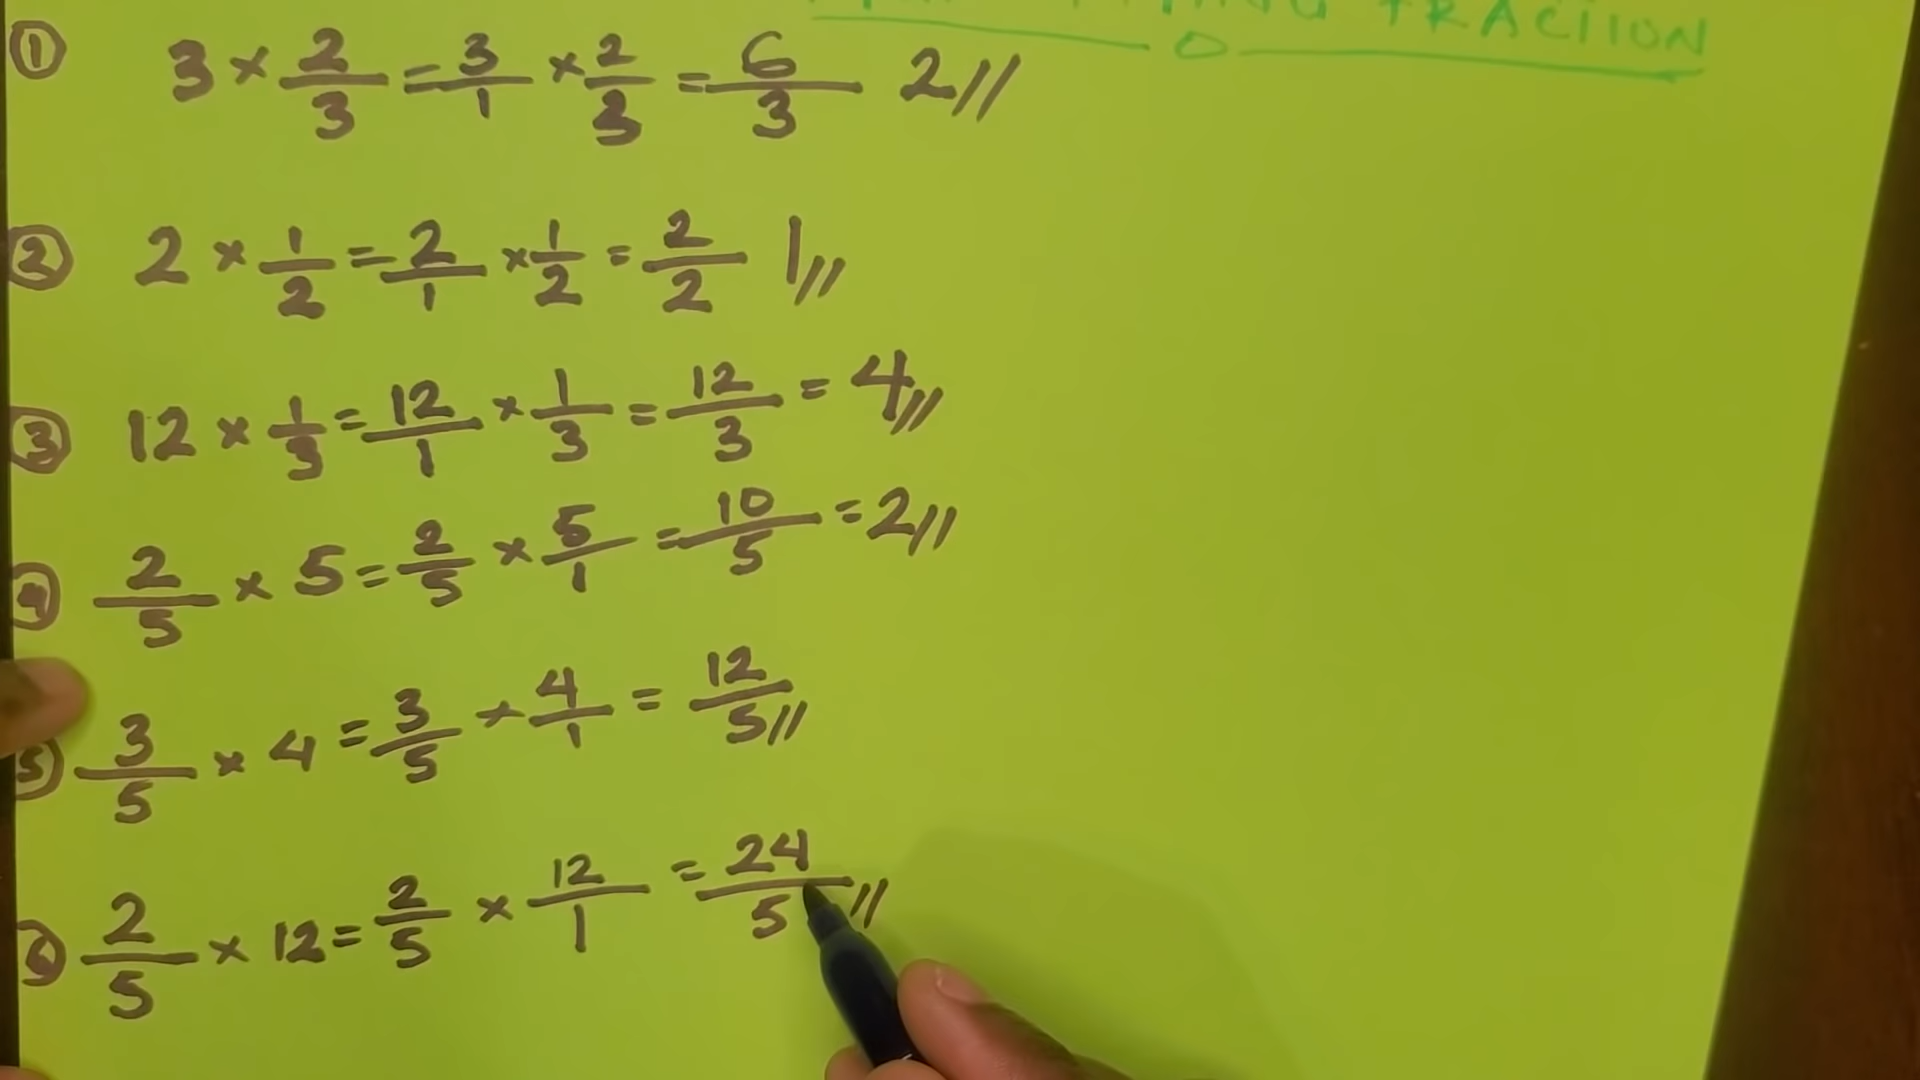 FRACTION
① 3 × 2/3 = 3/1 × 2/3 = 6/3 2//
② 2 × 1/2 = 2/1 × 1/2 = 2/2 1//
③ 12 × 1/3 = 12/1 × 1/3 = 12/3 = 4//
④ 2/5 × 5 = 2/5 × 5/1 = 10/5 = 2//
⑤ 3/5 × 4 = 3/5 × 4/1 = 12/5//
⑥ 2/5 × 12 = 2/5 × 12/1 = 24/5//